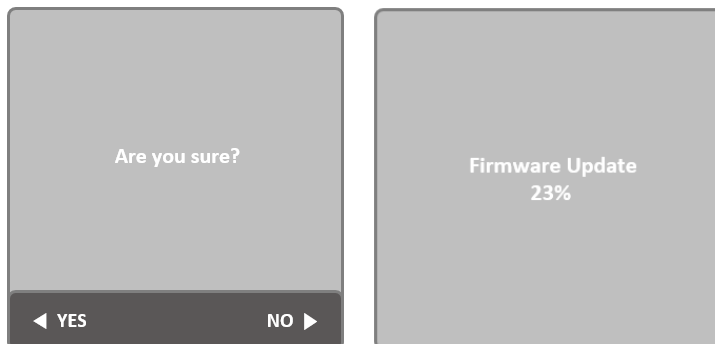 Are you sure?
◀ YES NO ▶
Firmware Update
23%